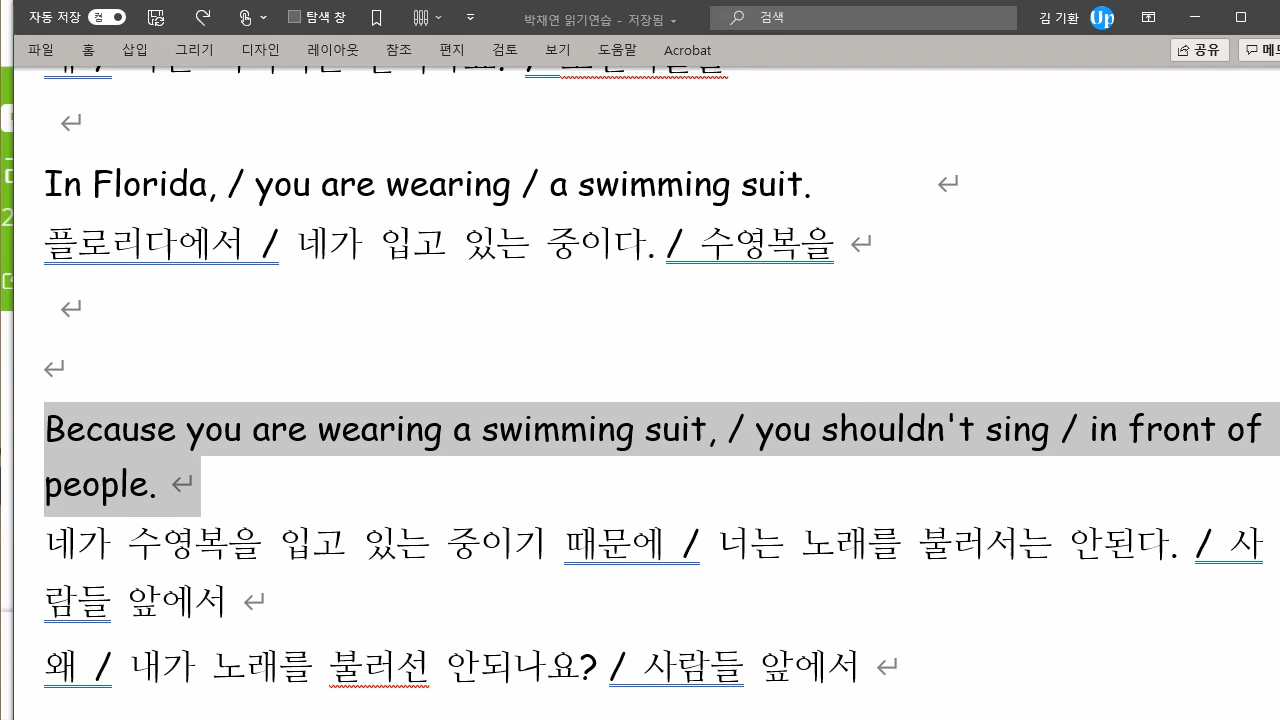 자동 저장 컴 탐색 창 박채연 읽기연습 - 저장됨 검색 김 기환 Up
파일 홈 삽입 그리기 디자인 레이아웃 참조 편지 검토 보기 도움말 Acrobat 공유
In Florida, / you are wearing / a swimming suit.
플로리다에서 / 네가 입고 있는 중이다. / 수영복을
Because you are wearing a swimming suit, / you shouldn't sing / in front of
people.
네가 수영복을 입고 있는 중이기 때문에 / 너는 노래를 불러서는 안된다. / 사
람들 앞에서
왜 / 내가 노래를 불러선 안되나요? / 사람들 앞에서